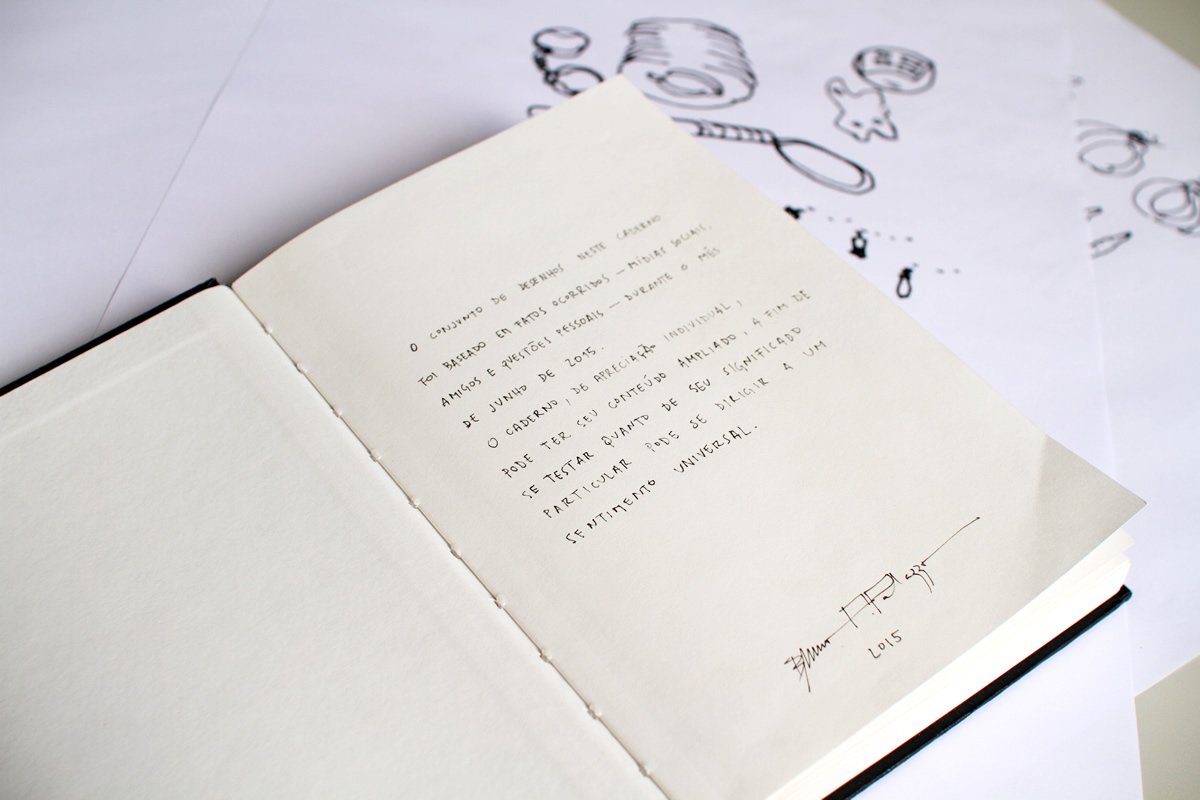 O CONJUNTO DE DESENHOS NESTE CADERNO
FOI BASEADO EM FATOS OCORRIDOS — MÍDIAS SOCIAIS,
AMIGOS E QUESTÕES PESSOAIS — DURANTE O MÊS
DE JUNHO DE 2015.
O CADERNO, DE APRECIAÇÃO INDIVIDUAL,
PODE TER SEU CONTEÚDO AMPLIADO, A FIM DE
SE TESTAR QUANTO DE SEU SIGNIFICADO
PARTICULAR PODE SE DIRIGIR A UM
SENTIMENTO UNIVERSAL.
Bruno P. Palazzo
2015